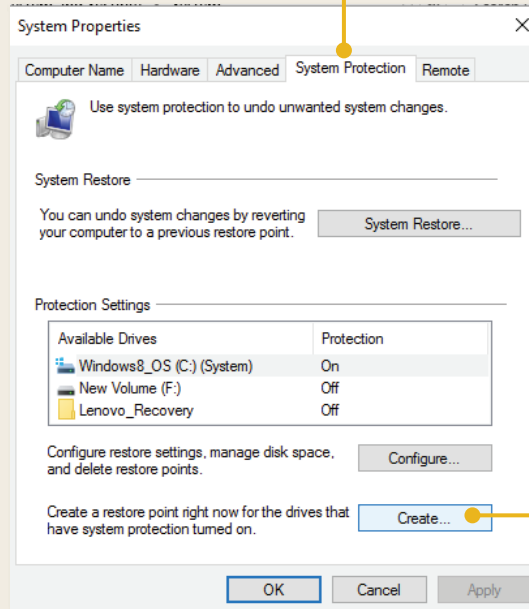 System Properties
Computer Name Hardware Advanced System Protection Remote
Use system protection to undo unwanted system changes.
System Restore
You can undo system changes by reverting
your computer to a previous restore point.
System Restore...
Protection Settings
Available Drives Protection
Windows8_OS (C:) (System) On
New Volume (F:) Off
Lenovo_Recovery Off
Configure restore settings, manage disk space,
and delete restore points.
Configure...
Create a restore point right now for the drives that
have system protection turned on.
Create...
OK Cancel Apply